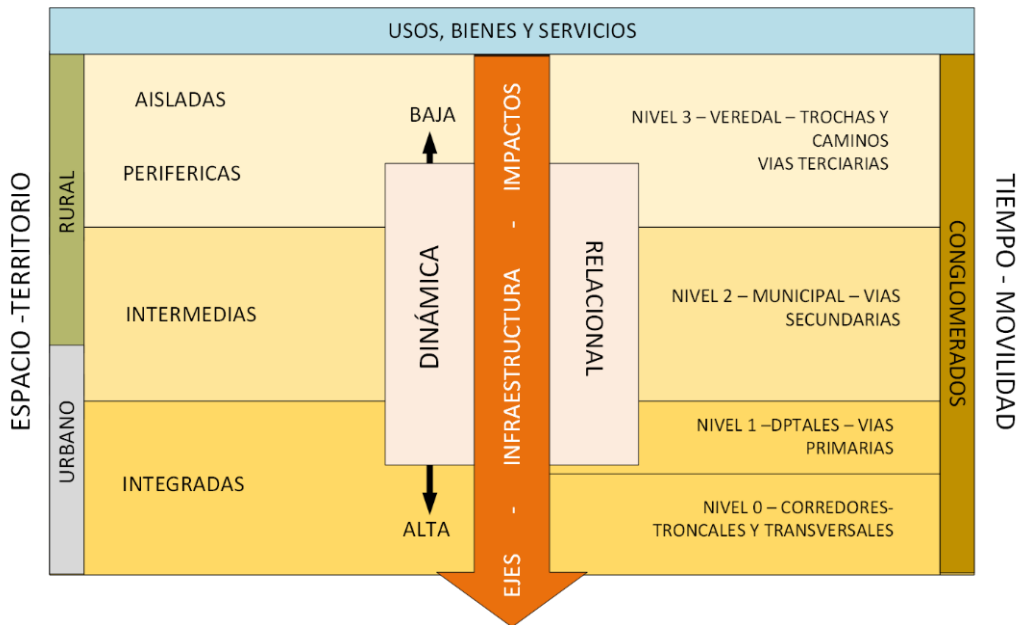 USOS, BIENES Y SERVICIOS
ESPACIO -TERRITORIO
RURAL
URBANO
AISLADAS
PERIFERICAS
INTERMEDIAS
INTEGRADAS
BAJA
DINÁMICA
ALTA
EJES - INFRAESTRUCTURA - IMPACTOS
RELACIONAL
NIVEL 3 – VEREDAL – TROCHAS Y
CAMINOS
VIAS TERCIARIAS
NIVEL 2 – MUNICIPAL – VIAS
SECUNDARIAS
NIVEL 1 –DPTALES – VIAS
PRIMARIAS
NIVEL 0 – CORREDORES-
TRONCALES Y TRANSVERSALES
CONGLOMERADOS
TIEMPO - MOVILIDAD